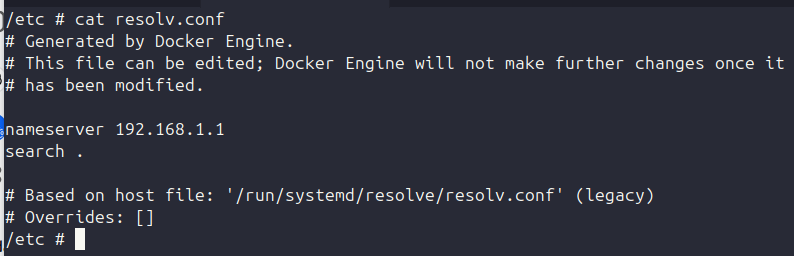 /etc # cat resolv.conf
# Generated by Docker Engine.
# This file can be edited; Docker Engine will not make further changes once it
# has been modified.
nameserver 192.168.1.1
search .
# Based on host file: '/run/systemd/resolve/resolv.conf' (legacy)
# Overrides: []
/etc #